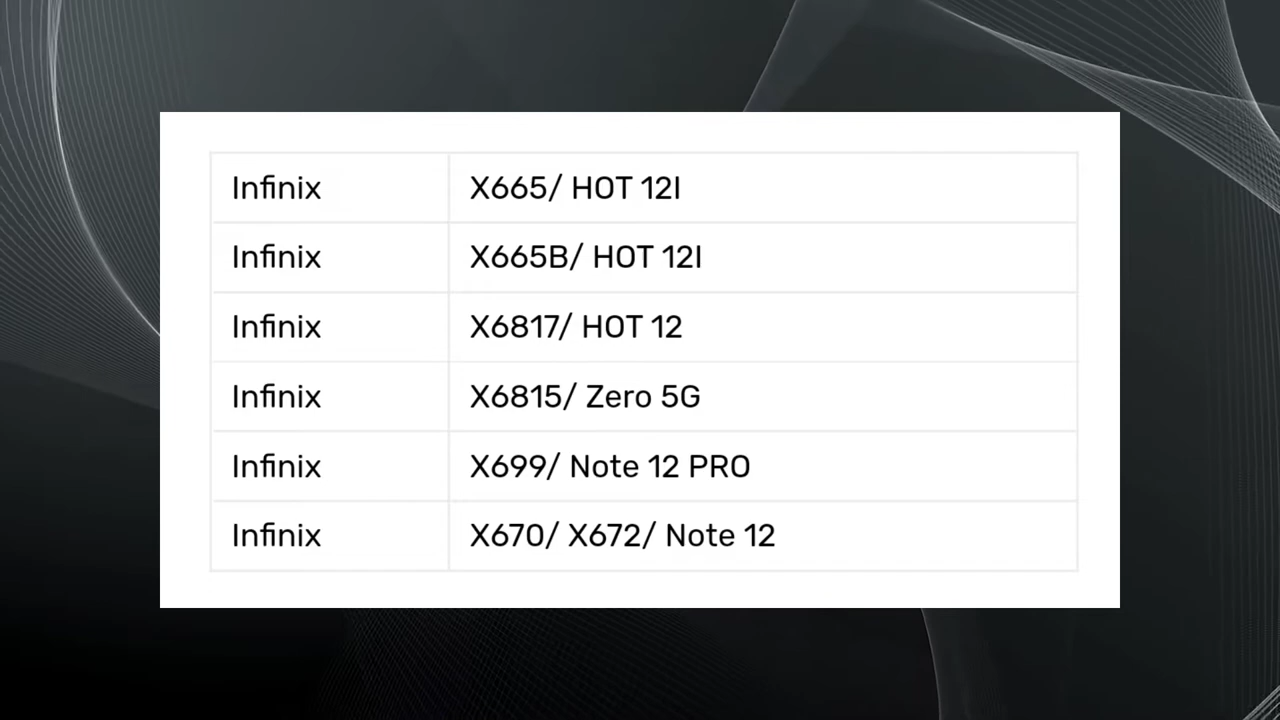 Infinix X665/ HOT 12I
Infinix X665B/ HOT 12I
Infinix X6817/ HOT 12
Infinix X6815/ Zero 5G
Infinix X699/ Note 12 PRO
Infinix X670/ X672/ Note 12